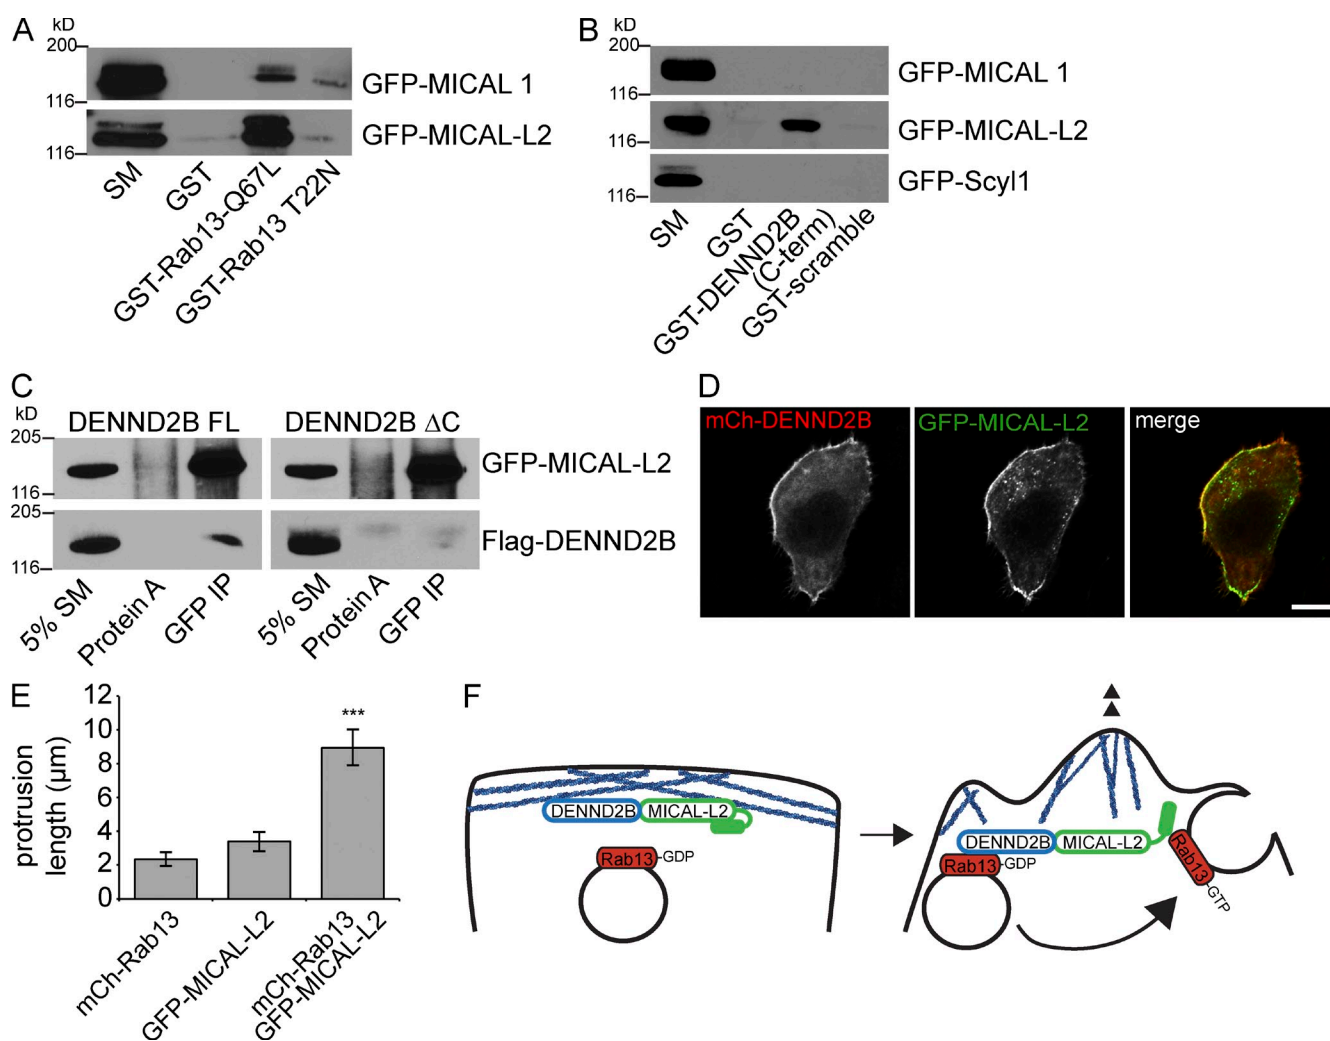 A
kD
200
116
116
GFP-MICAL 1
GFP-MICAL-L2
SM
GST
GST-Rab13-Q67L
GST-Rab13 T22N
B
kD
200
116
116
116
GFP-MICAL 1
GFP-MICAL-L2
GFP-Scyl1
SM
GST
GST-DENND2B
(C-term)
GST-scramble
C
kD
DENND2B FL
DENND2B ΔC
205
116
205
116
GFP-MICAL-L2
Flag-DENND2B
5% SM
Protein A
GFP IP
5% SM
Protein A
GFP IP
D
mCh-DENND2B
GFP-MICAL-L2
merge
E
protrusion
length (µm)
12
10
8
6
4
2
0
***
mCh-Rab13
GFP-MICAL-L2
mCh-Rab13
GFP-MICAL-L2
F
DENND2B
MICAL-L2
Rab13
-GDP
DENND2B
MICAL-L2
Rab13
-GDP
Rab13
-GTP